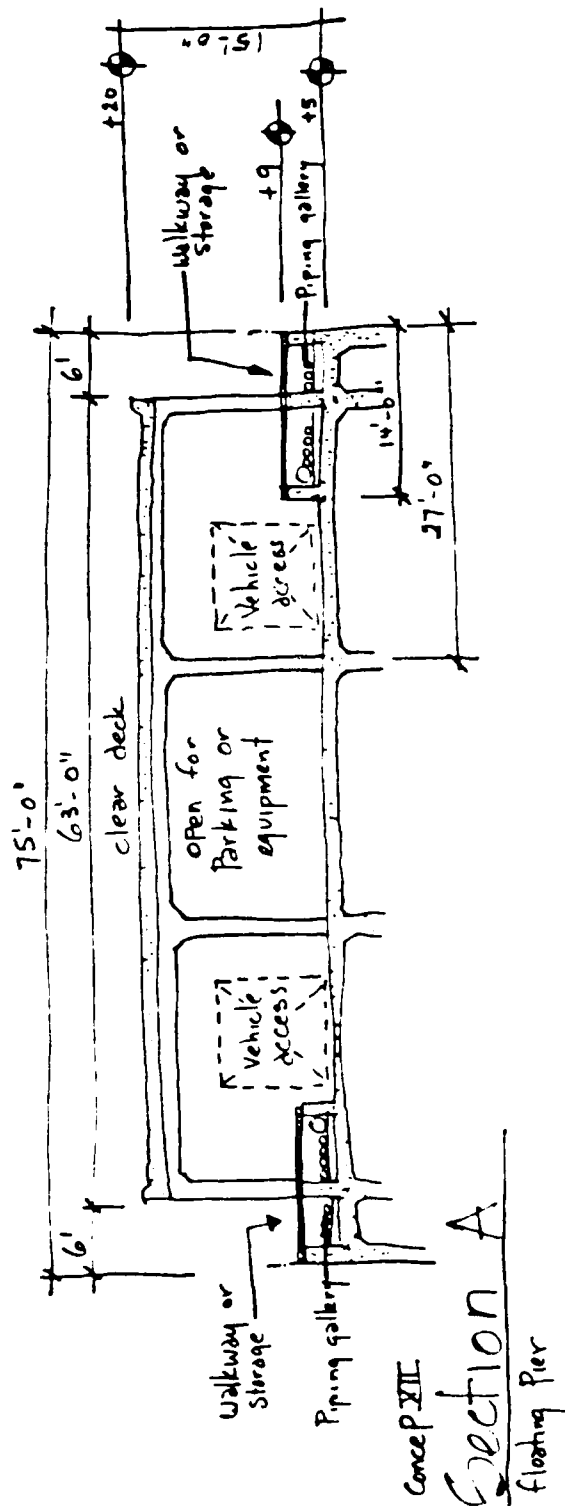 75'-0"
6'
63'-0"
6'
clear deck
+20
15'-0"
+9
+5
Walkway or
storage
Piping gallery
Vehicle
access
open for
Parking or
equipment
Vehicle
access
14'-0"
27'-0"
Walkway or
Storage
Piping gallery
ConceP XII
Section A
floating Pier